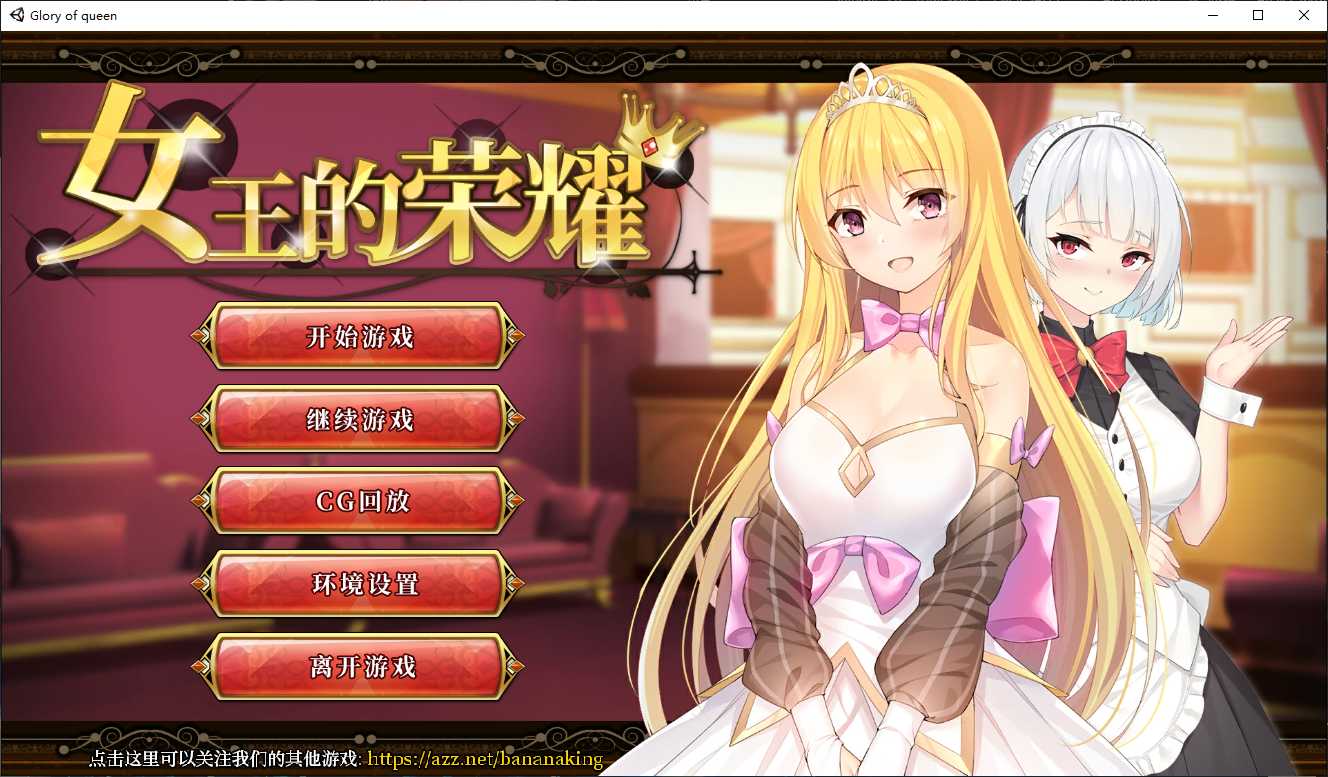 Glory of queen
女王的荣耀
开始游戏
继续游戏
CG回放
环境设置
离开游戏
点击这里可以关注我们的其他游戏: https://azz.net/bananaking